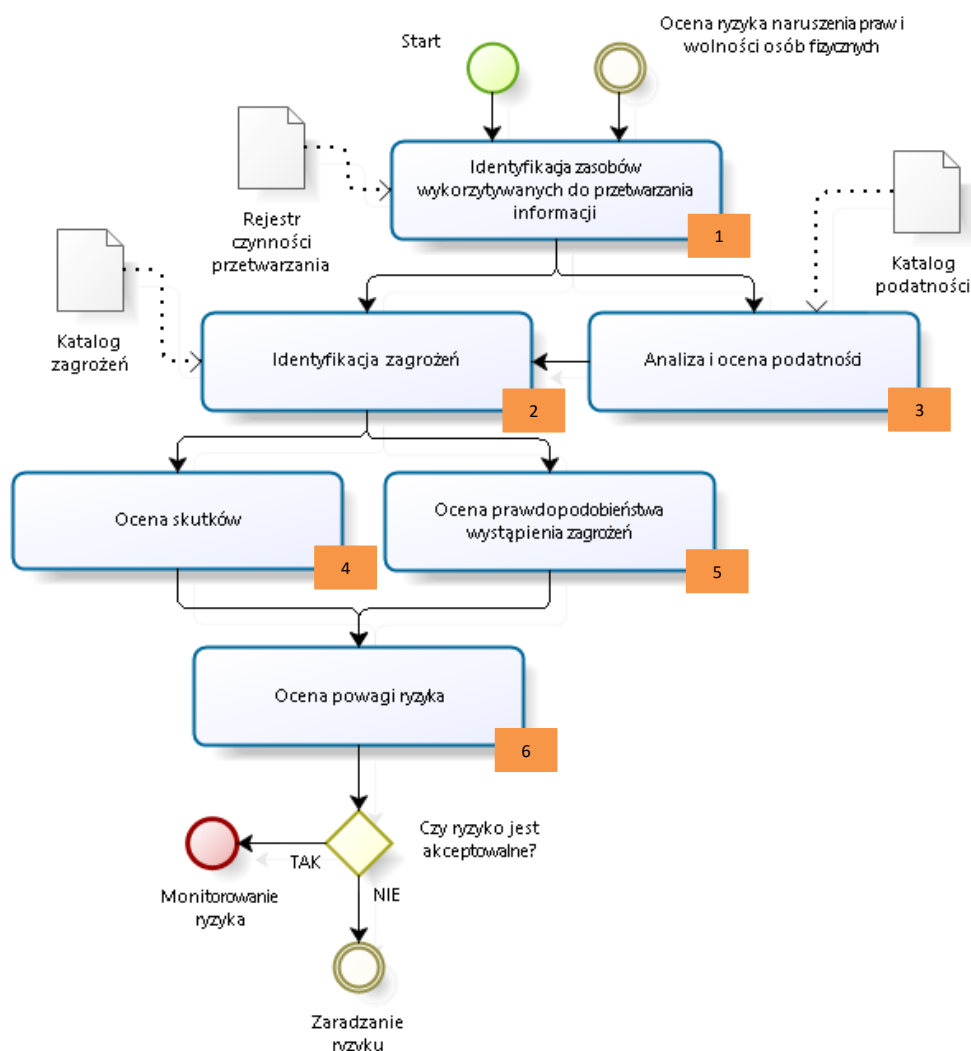 Start
Ocena ryzyka naruszenia praw i
wolności osób fizycznych
Identyfikacja zasobów
wykorzytywanych do przetwarzania
informacji
1
Rejestr
czynności
przetwarzania
Katalog
podatności
Katalog
zagrożeń
Identyfikacja zagrożeń
2
Analiza i ocena podatności
3
Ocena skutków
4
Ocena prawdopodobieństwa
wystąpienia zagrożeń
5
Ocena powagi ryzyka
6
Czy ryzyko jest
akceptowalne?
TAK
NIE
Monitorowanie
ryzyka
Zaradzanie
ryzyku